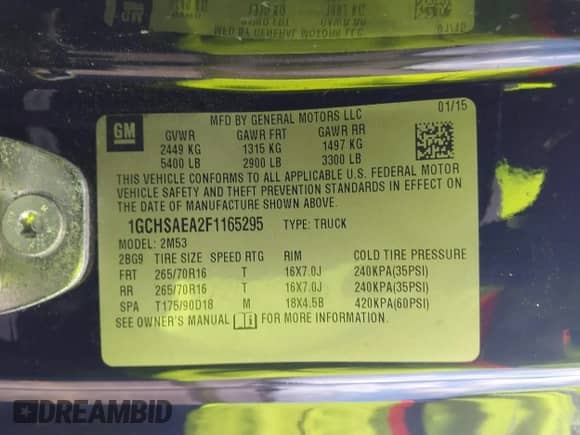 MFD BY GENERAL MOTORS LLC 01/15
GM
GVWR GAWR FRT GAWR RR
2449 KG 1315 KG 1497 KG
5400 LB 2900 LB 3300 LB
THIS VEHICLE CONFORMS TO ALL APPLICABLE U.S. FEDERAL MOTOR
VEHICLE SAFETY AND THEFT PREVENTION STANDARDS IN EFFECT ON
THE DATE OF MANUFACTURE SHOWN ABOVE.
1GCHSAEA2F1165295 TYPE: TRUCK
MODEL: 2M53
2BG9 TIRE SIZE SPEED RTG RIM COLD TIRE PRESSURE
FRT 265/70R16 T 16X7.0J 240KPA(35PSI)
RR 265/70R16 T 16X7.0J 240KPA(35PSI)
SPA T175/90D18 M 18X4.5B 420KPA(60PSI)
SEE OWNER'S MANUAL FOR MORE INFORMATION.
DREAMBID